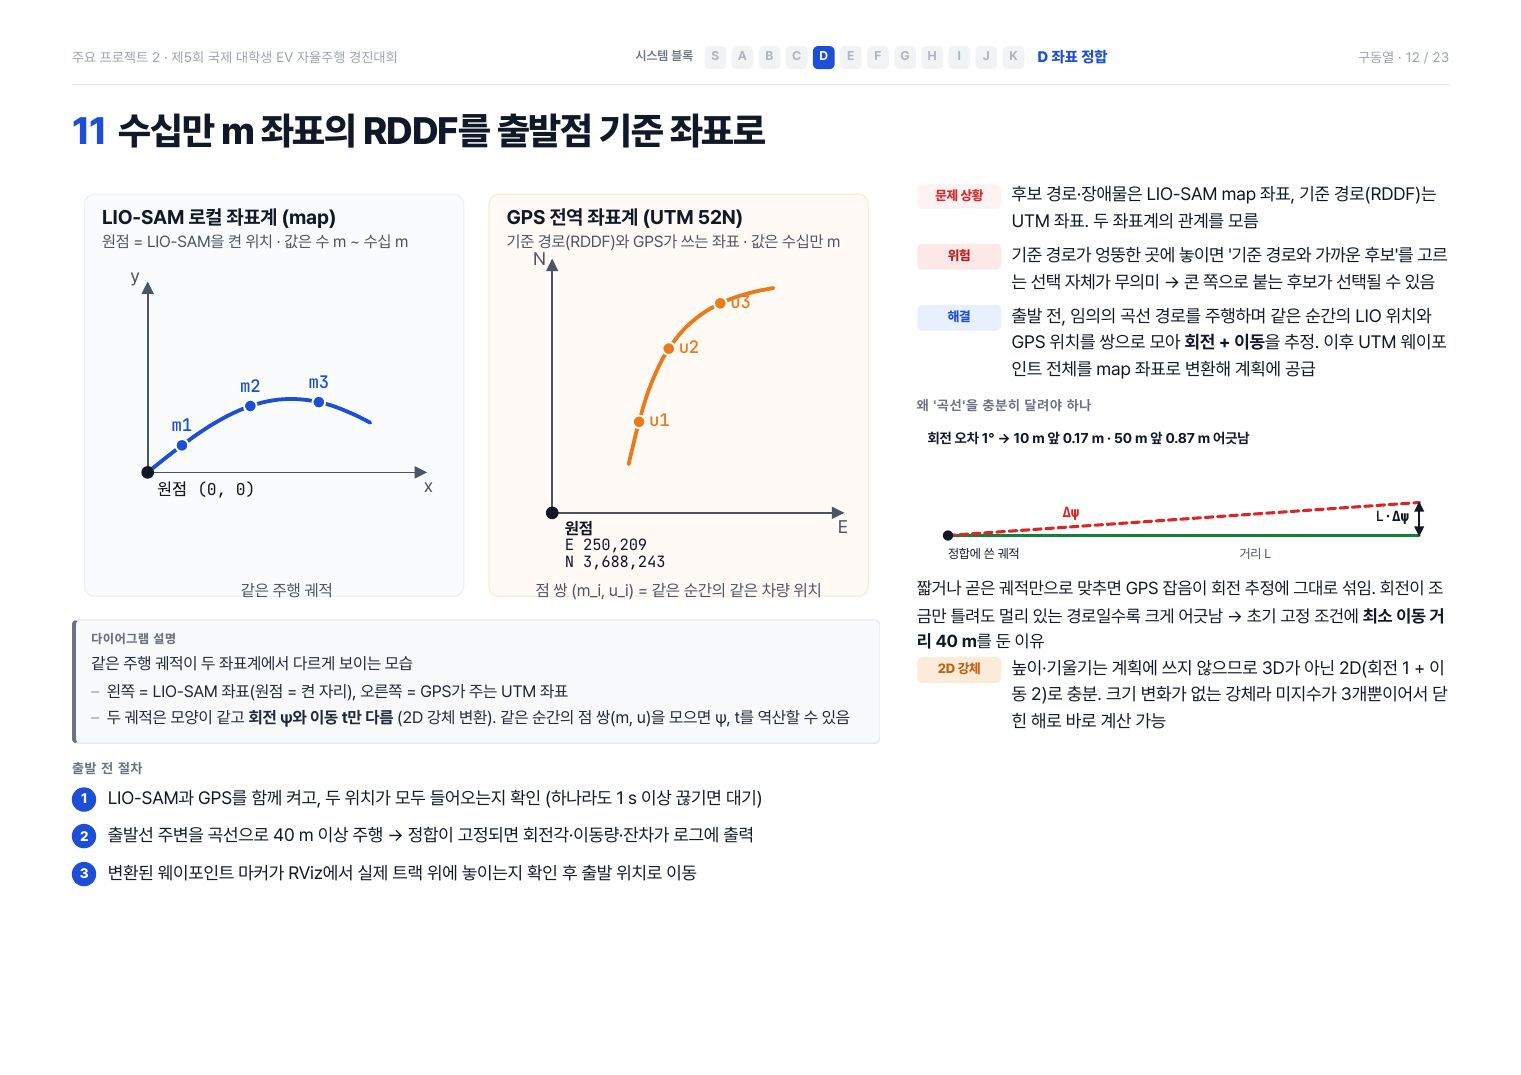 주요 프로젝트 2 · 제5회 국제 대학생 EV 자율주행 경진대회
시스템 블록 S A B C D E F G H I J K D 좌표 정합
구동열 · 12 / 23
11 수십만 m 좌표의 RDDF를 출발점 기준 좌표로
LIO-SAM 로컬 좌표계 (map)
원점 = LIO-SAM을 켠 위치 · 값은 수 m ~ 수십 m
y
m1
m2
m3
원점 (0, 0)
x
같은 주행 궤적
GPS 전역 좌표계 (UTM 52N)
기준 경로(RDDF)와 GPS가 쓰는 좌표 · 값은 수십만 m
N
u3
u2
u1
원점
E 250,209
N 3,688,243
E
점 쌍 (m_i, u_i) = 같은 순간의 같은 차량 위치
다이어그램 설명
같은 주행 궤적이 두 좌표계에서 다르게 보이는 모습
– 왼쪽 = LIO-SAM 좌표(원점 = 켠 자리), 오른쪽 = GPS가 주는 UTM 좌표
– 두 궤적은 모양이 같고 회전 ψ와 이동 t만 다름 (2D 강체 변환). 같은 순간의 점 쌍(m, u)을 모으면 ψ, t를 역산할 수 있음
출발 전 절차
1 LIO-SAM과 GPS를 함께 켜고, 두 위치가 모두 들어오는지 확인 (하나라도 1 s 이상 끊기면 대기)
2 출발선 주변을 곡선으로 40 m 이상 주행 → 정합이 고정되면 회전각·이동량·잔차가 로그에 출력
3 변환된 웨이포인트 마커가 RViz에서 실제 트랙 위에 놓이는지 확인 후 출발 위치로 이동
문제 상황
후보 경로·장애물은 LIO-SAM map 좌표, 기준 경로(RDDF)는
UTM 좌표. 두 좌표계의 관계를 모름
위험
기준 경로가 엉뚱한 곳에 놓이면 '기준 경로와 가까운 후보'를 고르
는 선택 자체가 무의미 → 콘 쪽으로 붙는 후보가 선택될 수 있음
해결
출발 전, 임의의 곡선 경로를 주행하며 같은 순간의 LIO 위치와
GPS 위치를 쌍으로 모아 회전 + 이동을 추정. 이후 UTM 웨이포
인트 전체를 map 좌표로 변환해 계획에 공급
왜 '곡선'을 충분히 달려야 하나
회전 오차 1° → 10 m 앞 0.17 m · 50 m 앞 0.87 m 어긋남
Δψ
L·Δψ
정합에 쓴 궤적
거리 L
짧거나 곧은 궤적만으로 맞추면 GPS 잡음이 회전 추정에 그대로 섞임. 회전이 조
금만 틀려도 멀리 있는 경로일수록 크게 어긋남 → 초기 고정 조건에 최소 이동 거
리 40 m를 둔 이유
2D 강체
높이·기울기는 계획에 쓰지 않으므로 3D가 아닌 2D(회전 1 + 이
동 2)로 충분. 크기 변화가 없는 강체라 미지수가 3개뿐이어서 닫
힌 해로 바로 계산 가능